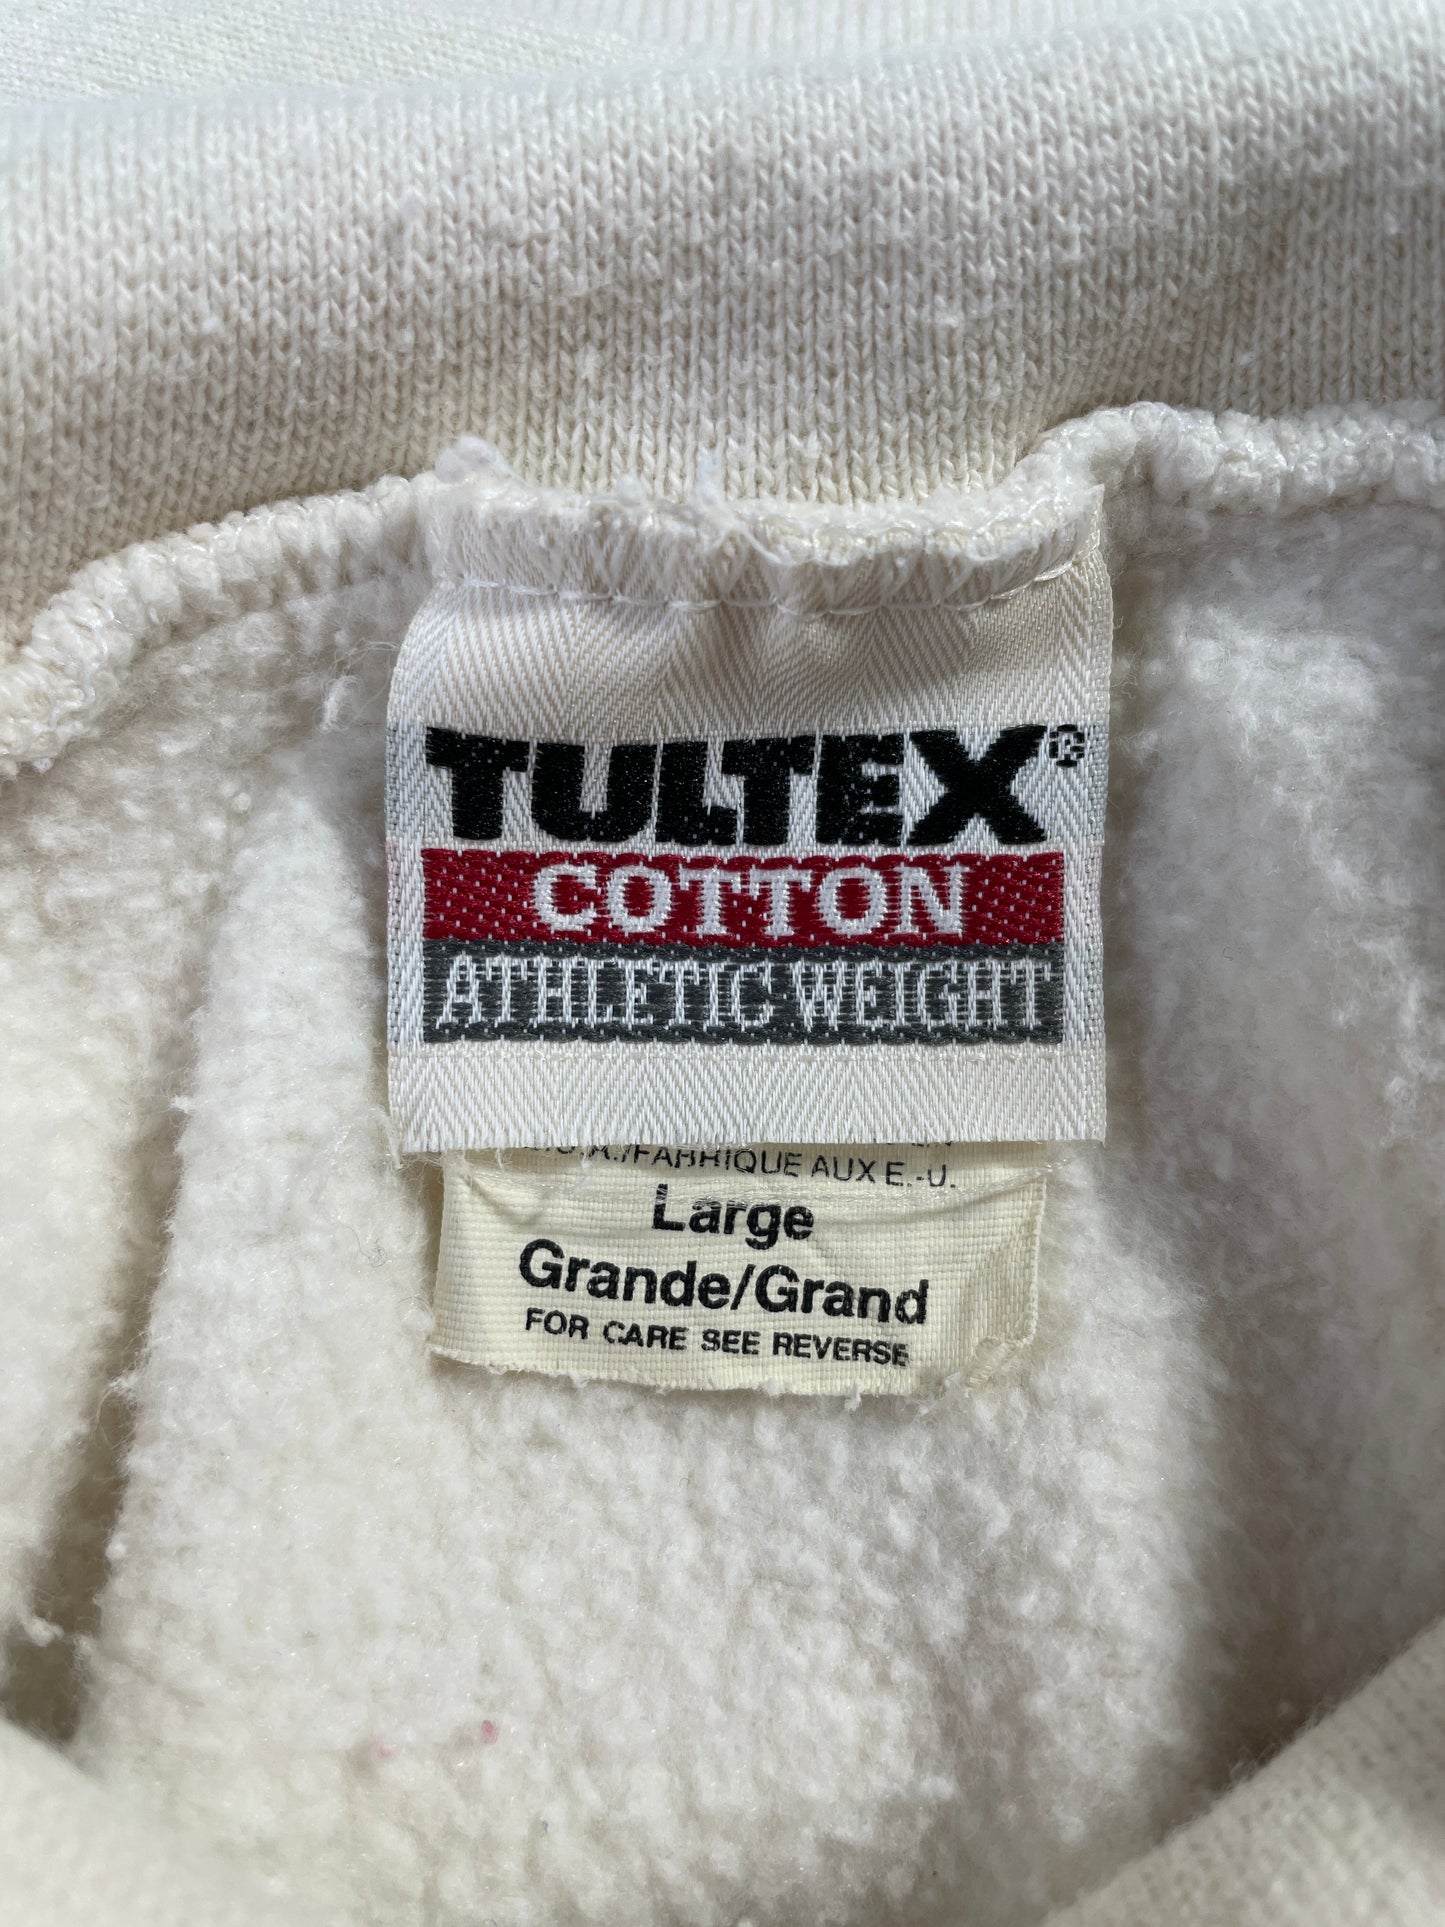 TULTEX®
COTTON
ATHLETIC WEIGHT
U.S.A./FABRIQUE AUX E.-U.
Large
Grande/Grand
FOR CARE SEE REVERSE